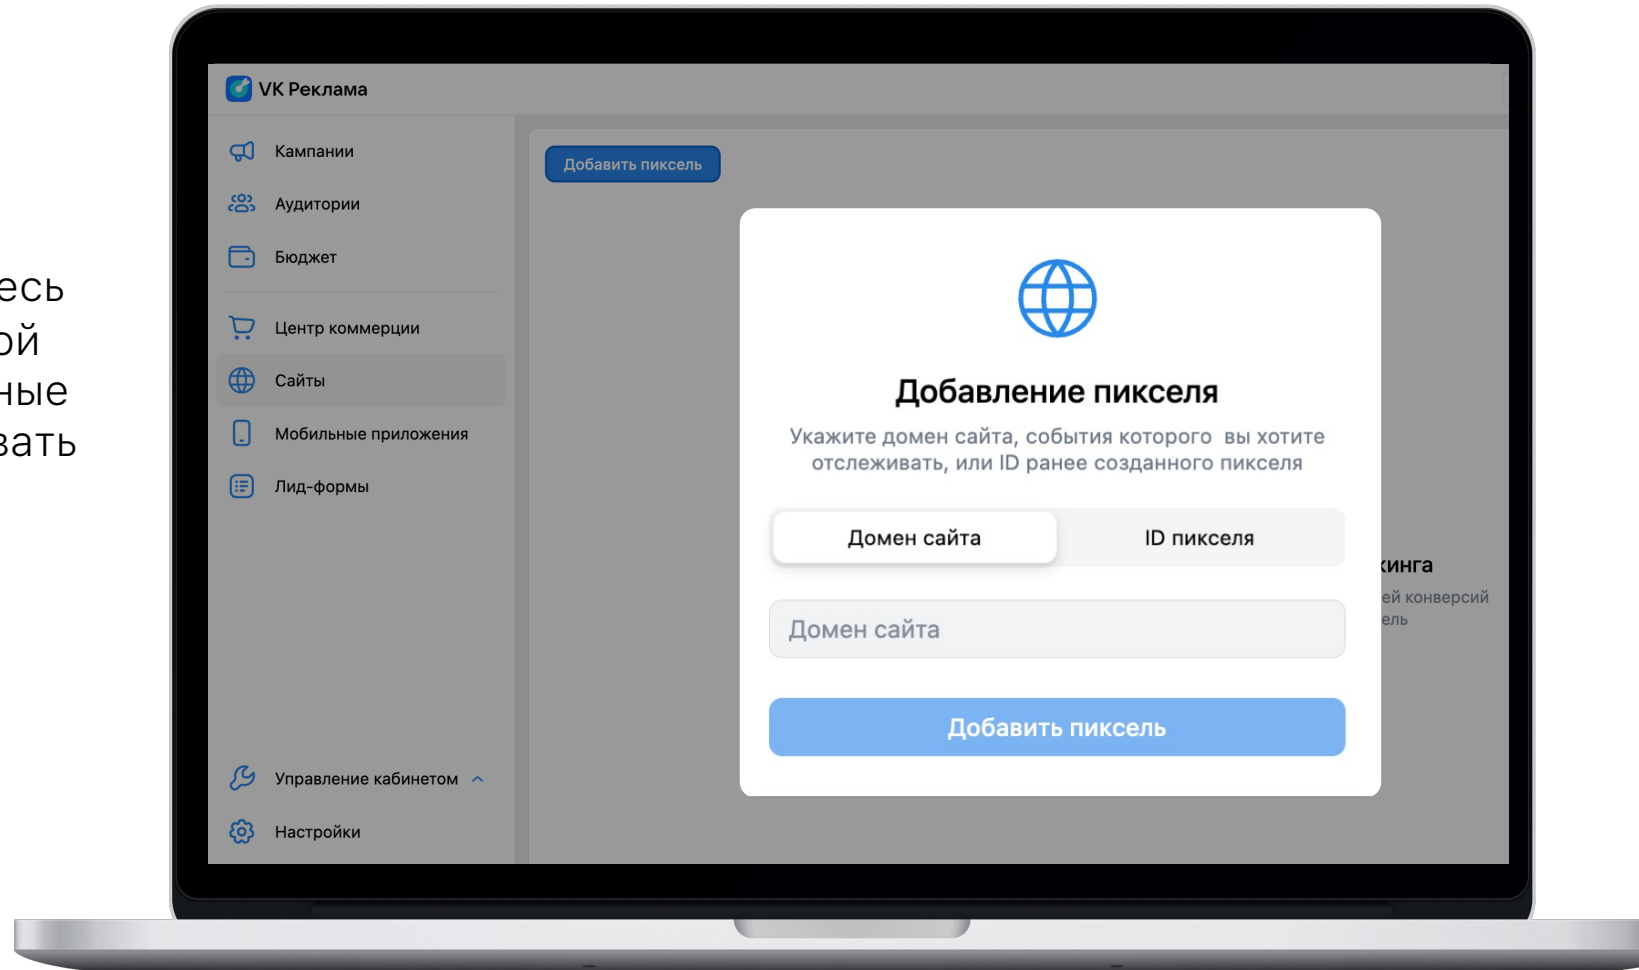 VK Реклама
Кампании
Аудитории
Бюджет
Центр коммерции
Сайты
Мобильные приложения
Лид-формы
Управление кабинетом
Настройки
Добавить пиксель
Добавление пикселя
Укажите домен сайта, события которого вы хотите
отслеживать, или ID ранее созданного пикселя
Домен сайта
ID пикселя
Домен сайта
Добавить пиксель
конверсий